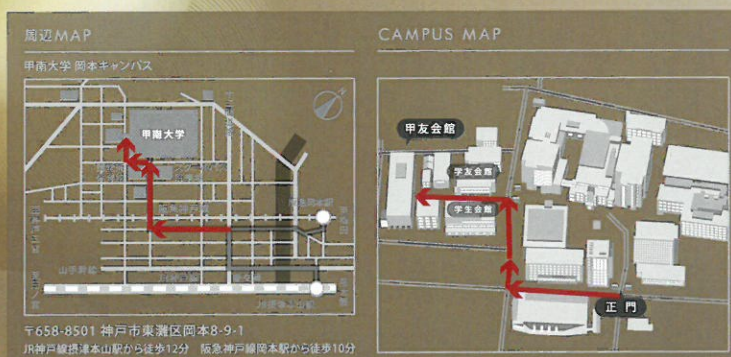 周辺MAP
甲南大学 岡本キャンパス
甲南大学
山手幹線
CAMPUS MAP
甲友会館
学友会館
学生会館
正門
〒658-8501 神戸市東灘区岡本8-9-1
JR神戸線摂津本山駅から徒歩12分 阪急神戸線岡本駅から徒歩10分